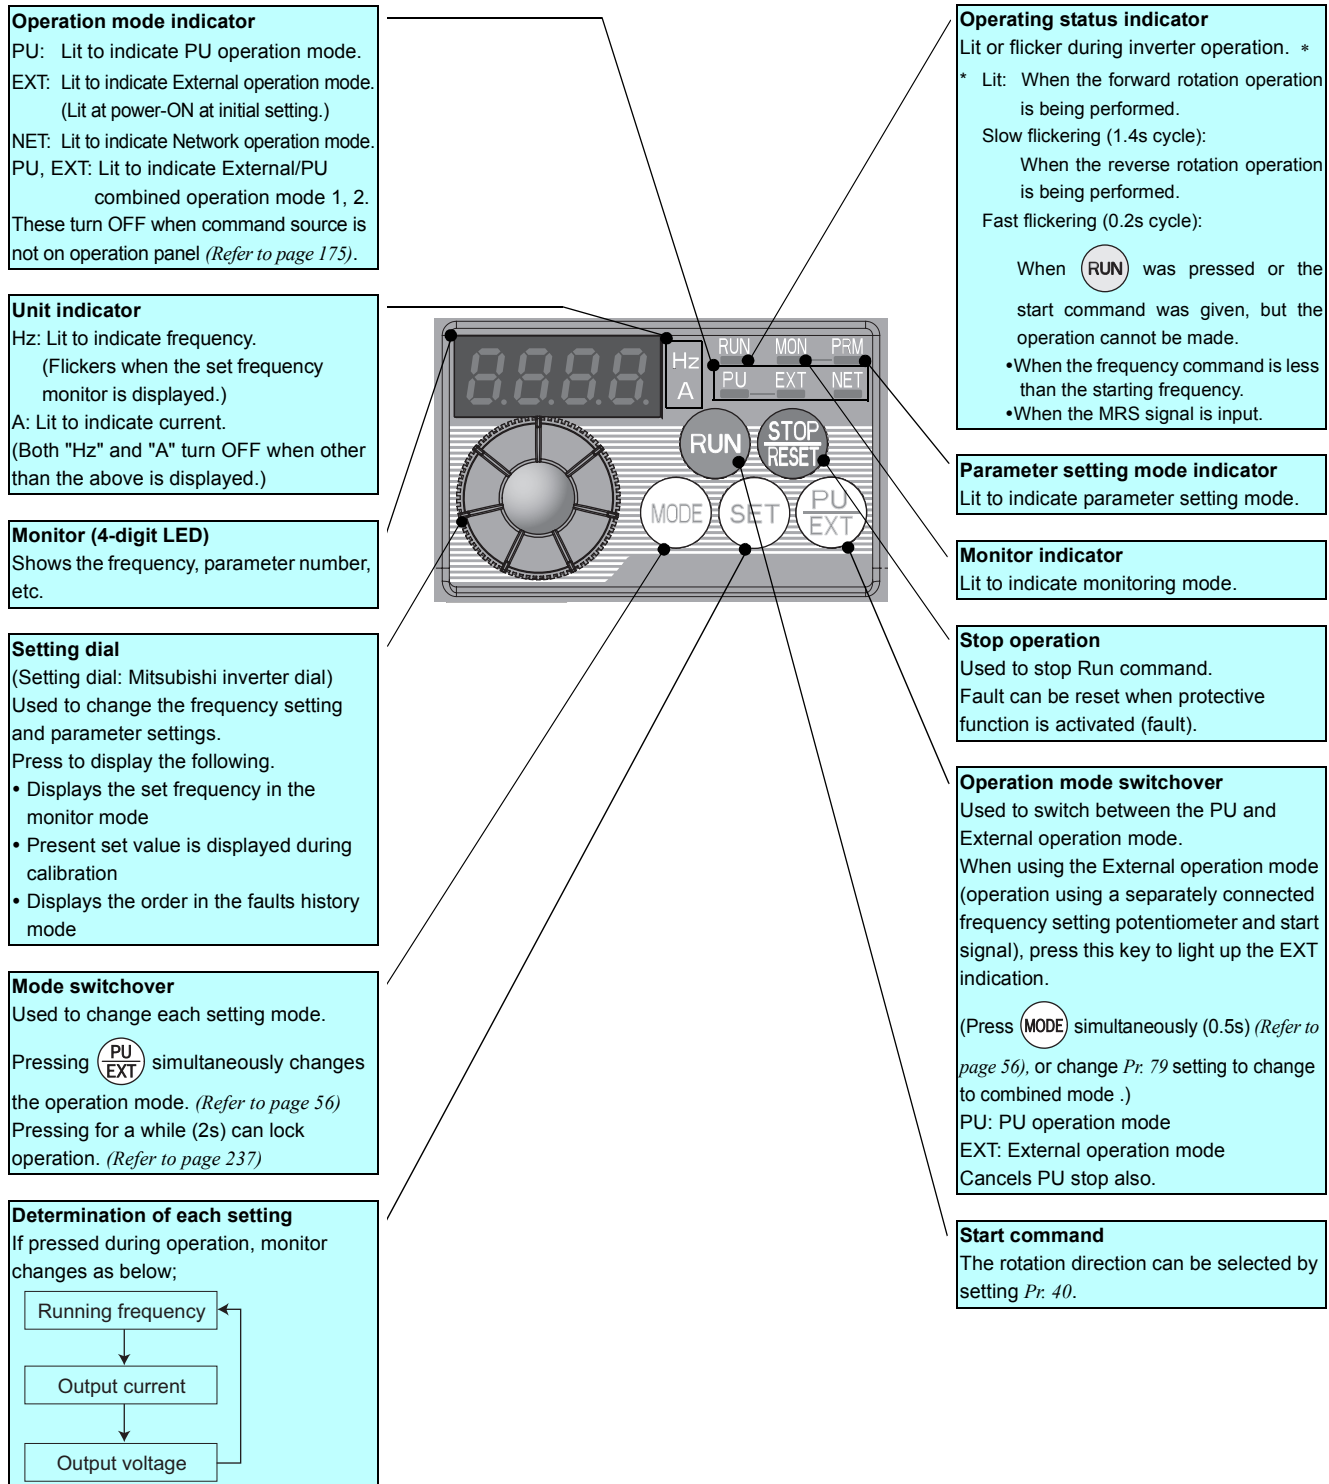 Operation mode indicator
PU: Lit to indicate PU operation mode.
EXT: Lit to indicate External operation mode.
(Lit at power-ON at initial setting.)
NET: Lit to indicate Network operation mode.
PU, EXT: Lit to indicate External/PU
combined operation mode 1, 2.
These turn OFF when command source is
not on operation panel (Refer to page 175).
Unit indicator
Hz: Lit to indicate frequency.
(Flickers when the set frequency
monitor is displayed.)
A: Lit to indicate current.
(Both "Hz" and "A" turn OFF when other
than the above is displayed.)
Monitor (4-digit LED)
Shows the frequency, parameter number,
etc.
Setting dial
(Setting dial: Mitsubishi inverter dial)
Used to change the frequency setting
and parameter settings.
Press to display the following.
• Displays the set frequency in the
monitor mode
• Present set value is displayed during
calibration
• Displays the order in the faults history
mode
Mode switchover
Used to change each setting mode.
Pressing PU/EXT simultaneously changes
the operation mode. (Refer to page 56)
Pressing for a while (2s) can lock
operation. (Refer to page 237)
Determination of each setting
If pressed during operation, monitor
changes as below;
Running frequency
Output current
Output voltage
8.8.8.8.
Hz
A
RUN MON PRM
PU EXT NET
RUN
STOP
RESET
MODE
SET
PU
EXT
Operating status indicator
Lit or flicker during inverter operation. *
* Lit: When the forward rotation operation
is being performed.
Slow flickering (1.4s cycle):
When the reverse rotation operation
is being performed.
Fast flickering (0.2s cycle):
When RUN was pressed or the
start command was given, but the
operation cannot be made.
•When the frequency command is less
than the starting frequency.
•When the MRS signal is input.
Parameter setting mode indicator
Lit to indicate parameter setting mode.
Monitor indicator
Lit to indicate monitoring mode.
Stop operation
Used to stop Run command.
Fault can be reset when protective
function is activated (fault).
Operation mode switchover
Used to switch between the PU and
External operation mode.
When using the External operation mode
(operation using a separately connected
frequency setting potentiometer and start
signal), press this key to light up the EXT
indication.
(Press MODE simultaneously (0.5s) (Refer to
page 56), or change Pr. 79 setting to change
to combined mode .)
PU: PU operation mode
EXT: External operation mode
Cancels PU stop also.
Start command
The rotation direction can be selected by
setting Pr. 40.